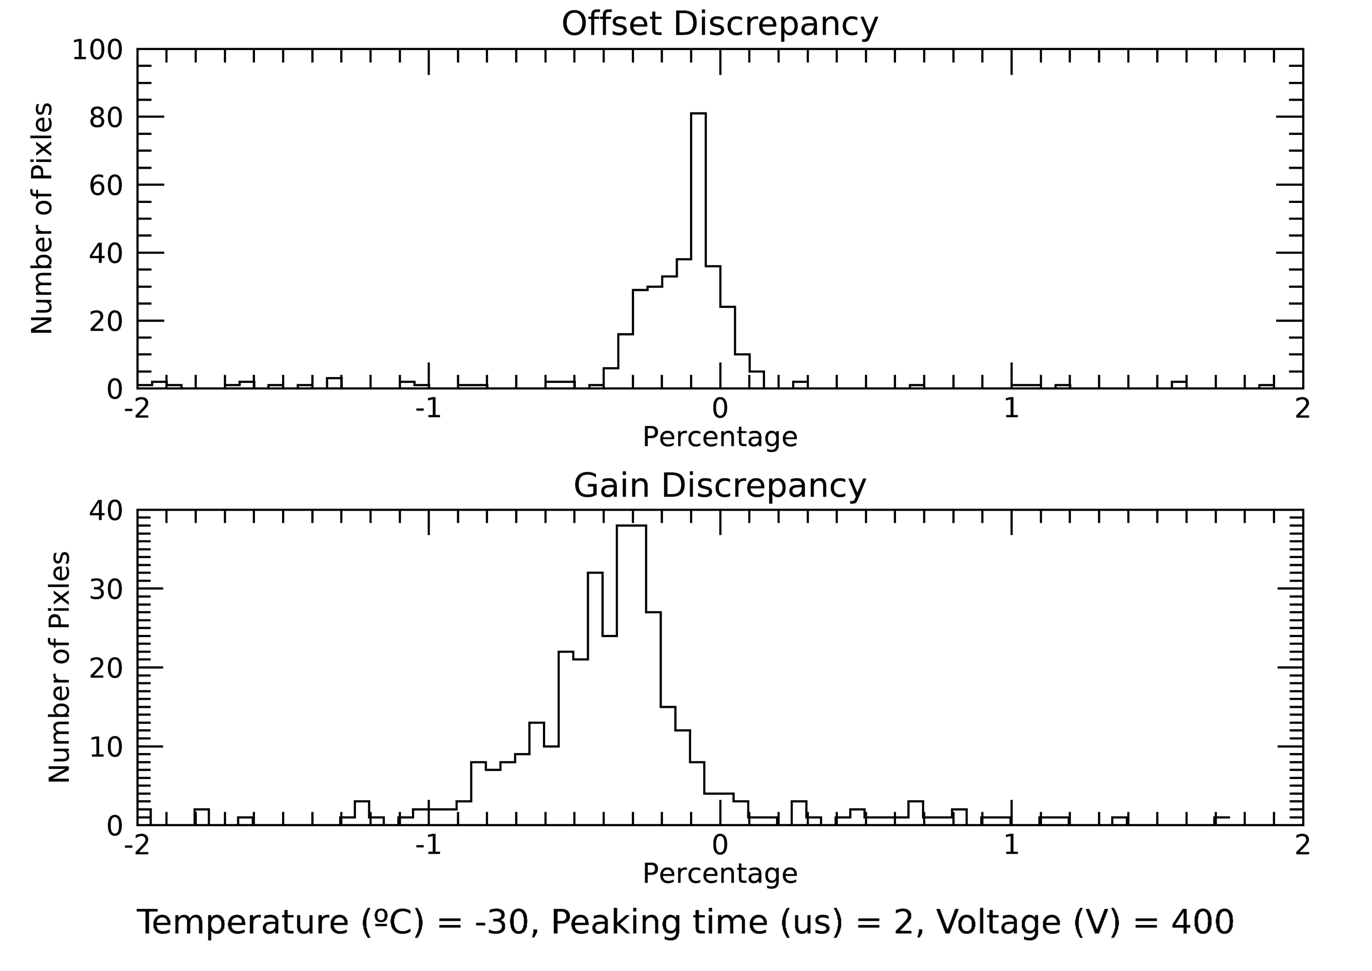 Offset Discrepancy
100
80
60
40
20
0
Number of Pixles
-2 -1 0 1 2
Percentage
Gain Discrepancy
40
30
20
10
0
Number of Pixles
-2 -1 0 1 2
Percentage
Temperature (ºC) = -30, Peaking time (us) = 2, Voltage (V) = 400